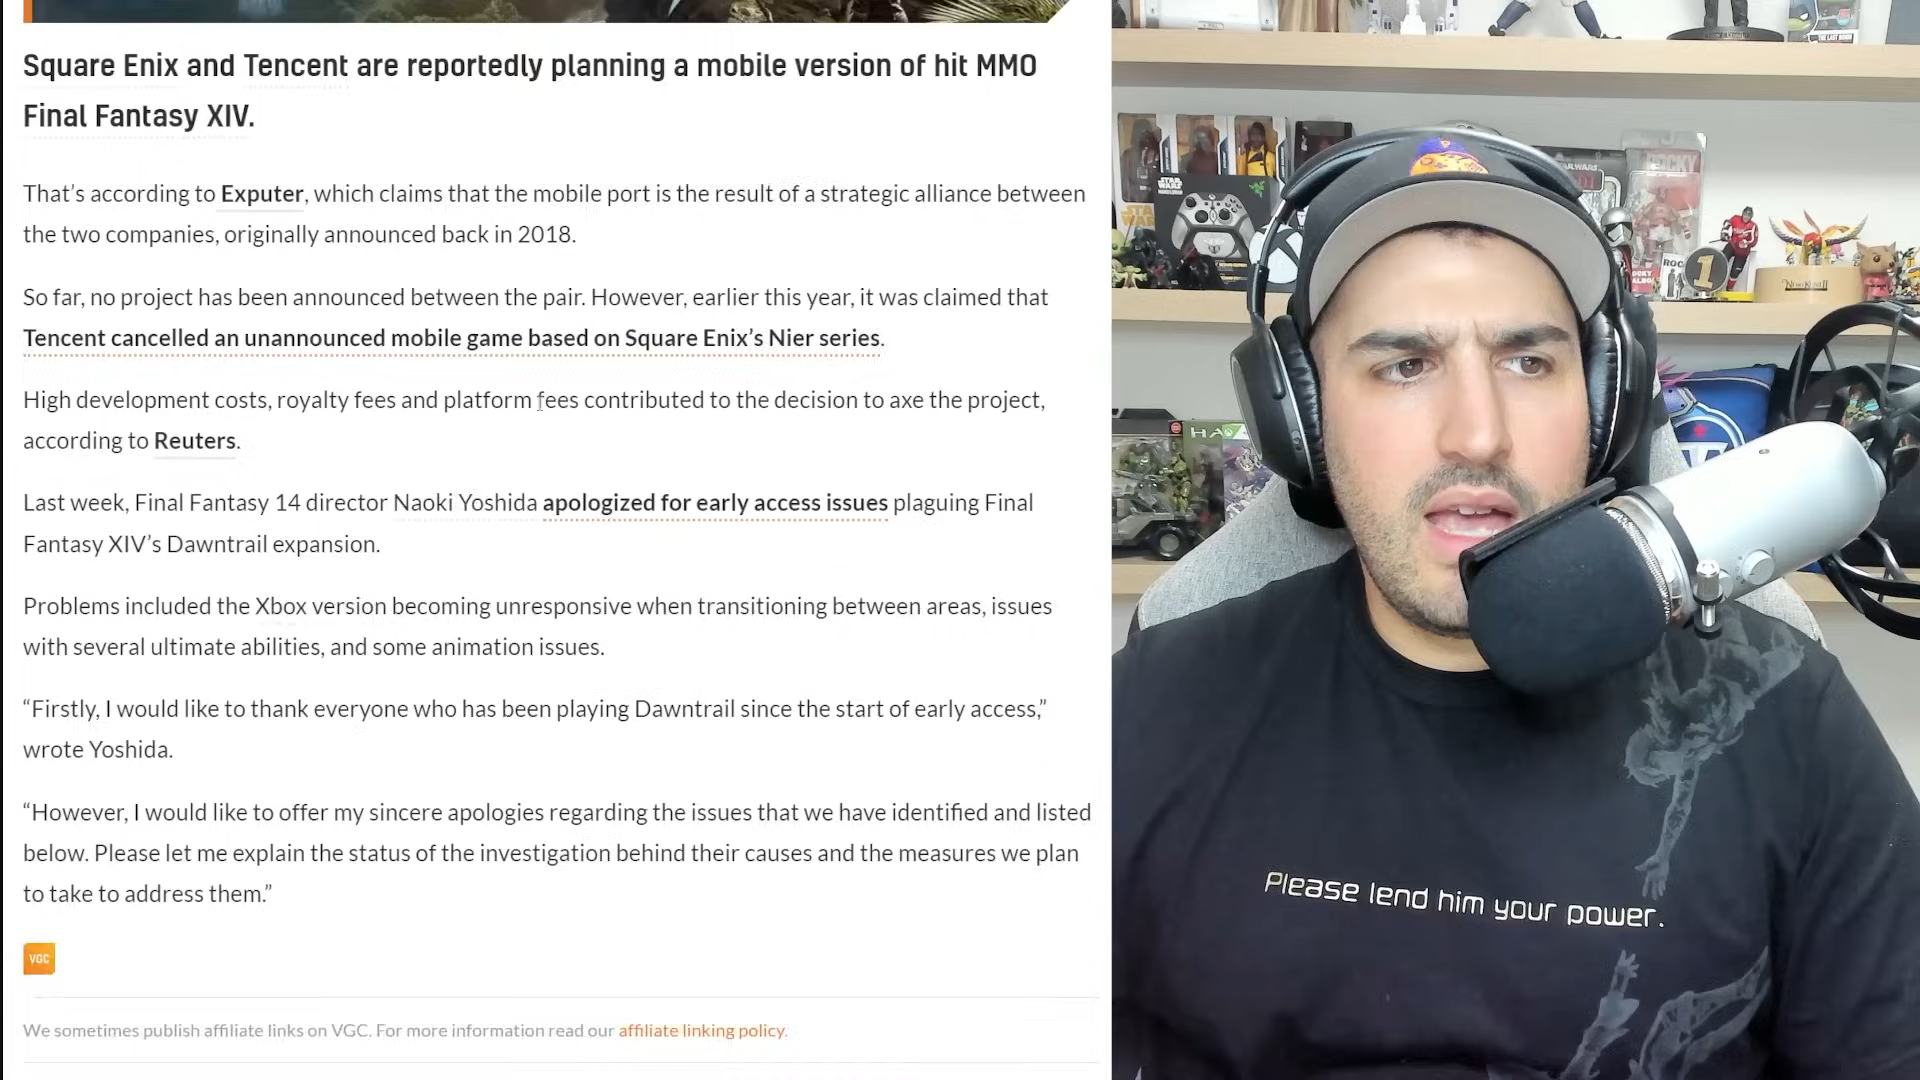 Square Enix and Tencent are reportedly planning a mobile version of hit MMO
Final Fantasy XIV.
That’s according to Exputer, which claims that the mobile port is the result of a strategic alliance between
the two companies, originally announced back in 2018.
So far, no project has been announced between the pair. However, earlier this year, it was claimed that
Tencent cancelled an unannounced mobile game based on Square Enix’s Nier series.
High development costs, royalty fees and platform fees contributed to the decision to axe the project,
according to Reuters.
Last week, Final Fantasy 14 director Naoki Yoshida apologized for early access issues plaguing Final
Fantasy XIV’s Dawntrail expansion.
Problems included the Xbox version becoming unresponsive when transitioning between areas, issues
with several ultimate abilities, and some animation issues.
“Firstly, I would like to thank everyone who has been playing Dawntrail since the start of early access,”
wrote Yoshida.
“However, I would like to offer my sincere apologies regarding the issues that we have identified and listed
below. Please let me explain the status of the investigation behind their causes and the measures we plan
to take to address them.”
VGC
We sometimes publish affiliate links on VGC. For more information read our affiliate linking policy.
STAR WARS
ROCKY
ROCKY
1
HA
Please lend him your power.